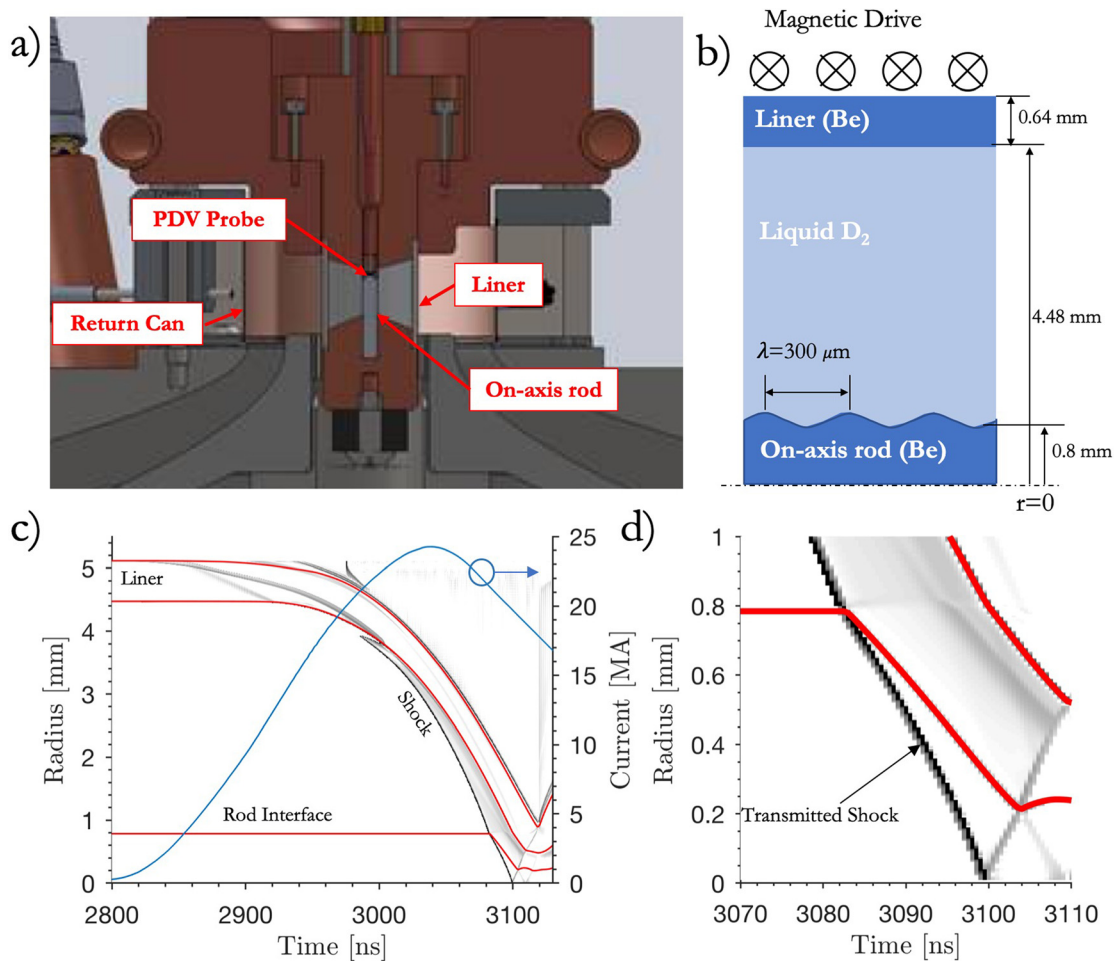 a)
PDV Probe
Liner
Return Can
On-axis rod
b)
Magnetic Drive
Liner (Be)
0.64 mm
Liquid D₂
4.48 mm
λ=300 μm
On-axis rod (Be)
0.8 mm
r=0
c)
Liner
Shock
Rod Interface
Radius [mm]
0
1
2
3
4
5
Time [ns]
2800
2900
3000
3100
Current [MA]
0
5
10
15
20
25
d)
Transmitted Shock
Radius [mm]
0
0.2
0.4
0.6
0.8
1
Time [ns]
3070
3080
3090
3100
3110